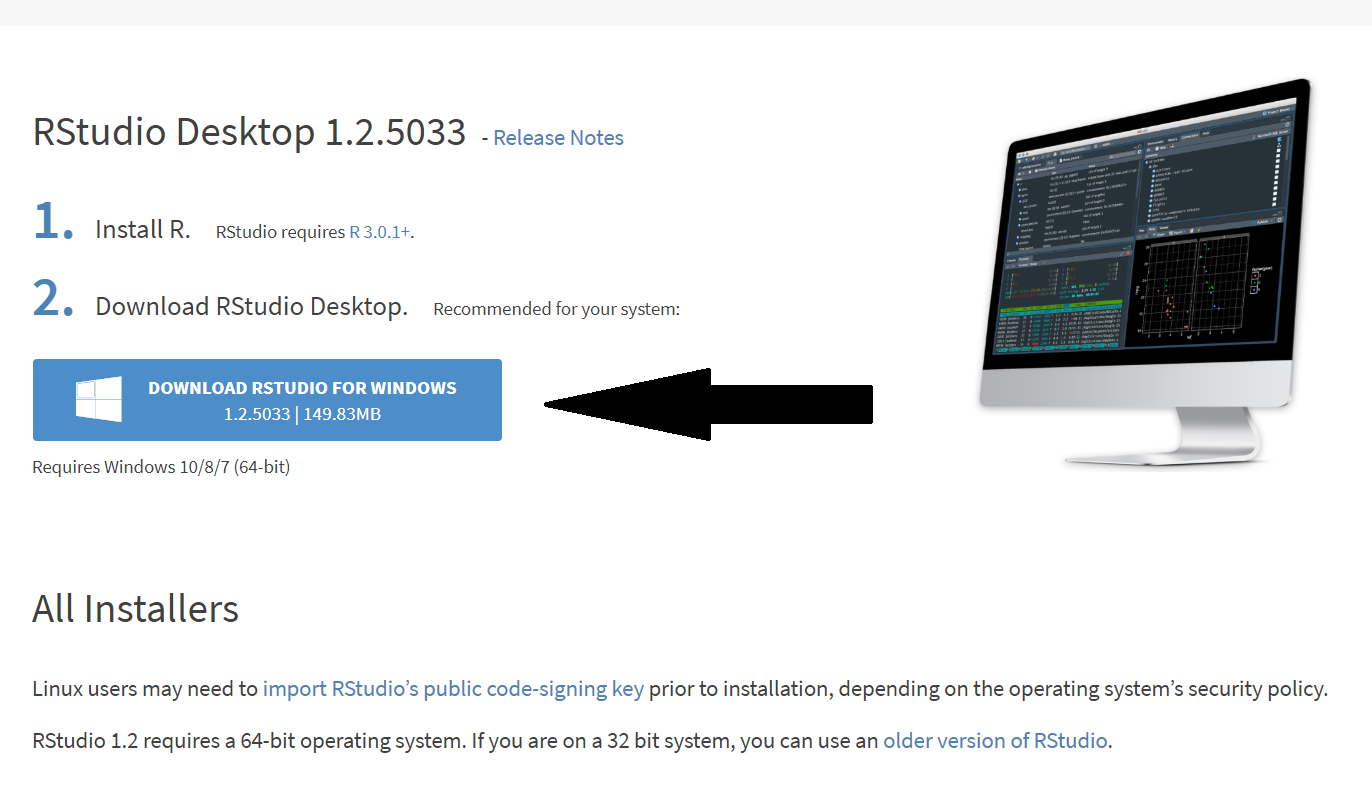 RStudio Desktop 1.2.5033 - Release Notes
1. Install R. RStudio requires R 3.0.1+.
2. Download RStudio Desktop. Recommended for your system:
DOWNLOAD RSTUDIO FOR WINDOWS
1.2.5033 | 149.83MB
Requires Windows 10/8/7 (64-bit)
All Installers
Linux users may need to import RStudio’s public code-signing key prior to installation, depending on the operating system’s security policy.
RStudio 1.2 requires a 64-bit operating system. If you are on a 32 bit system, you can use an older version of RStudio.